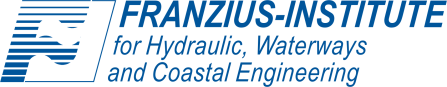 FRANZIUS-INSTITUTE
for Hydraulic, Waterways
and Coastal Engineering